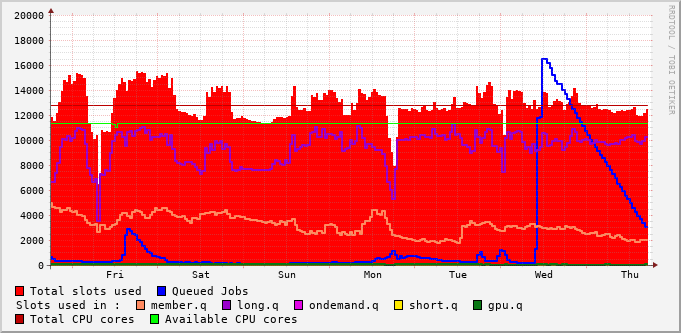 20000
18000
16000
14000
12000
10000
8000
6000
4000
2000
0
Fri Sat Sun Mon Tue Wed Thu
Total slots used Queued Jobs
Slots used in : member.q long.q ondemand.q short.q gpu.q
Total CPU cores Available CPU cores
RRDTOOL / TOBI OETIKER